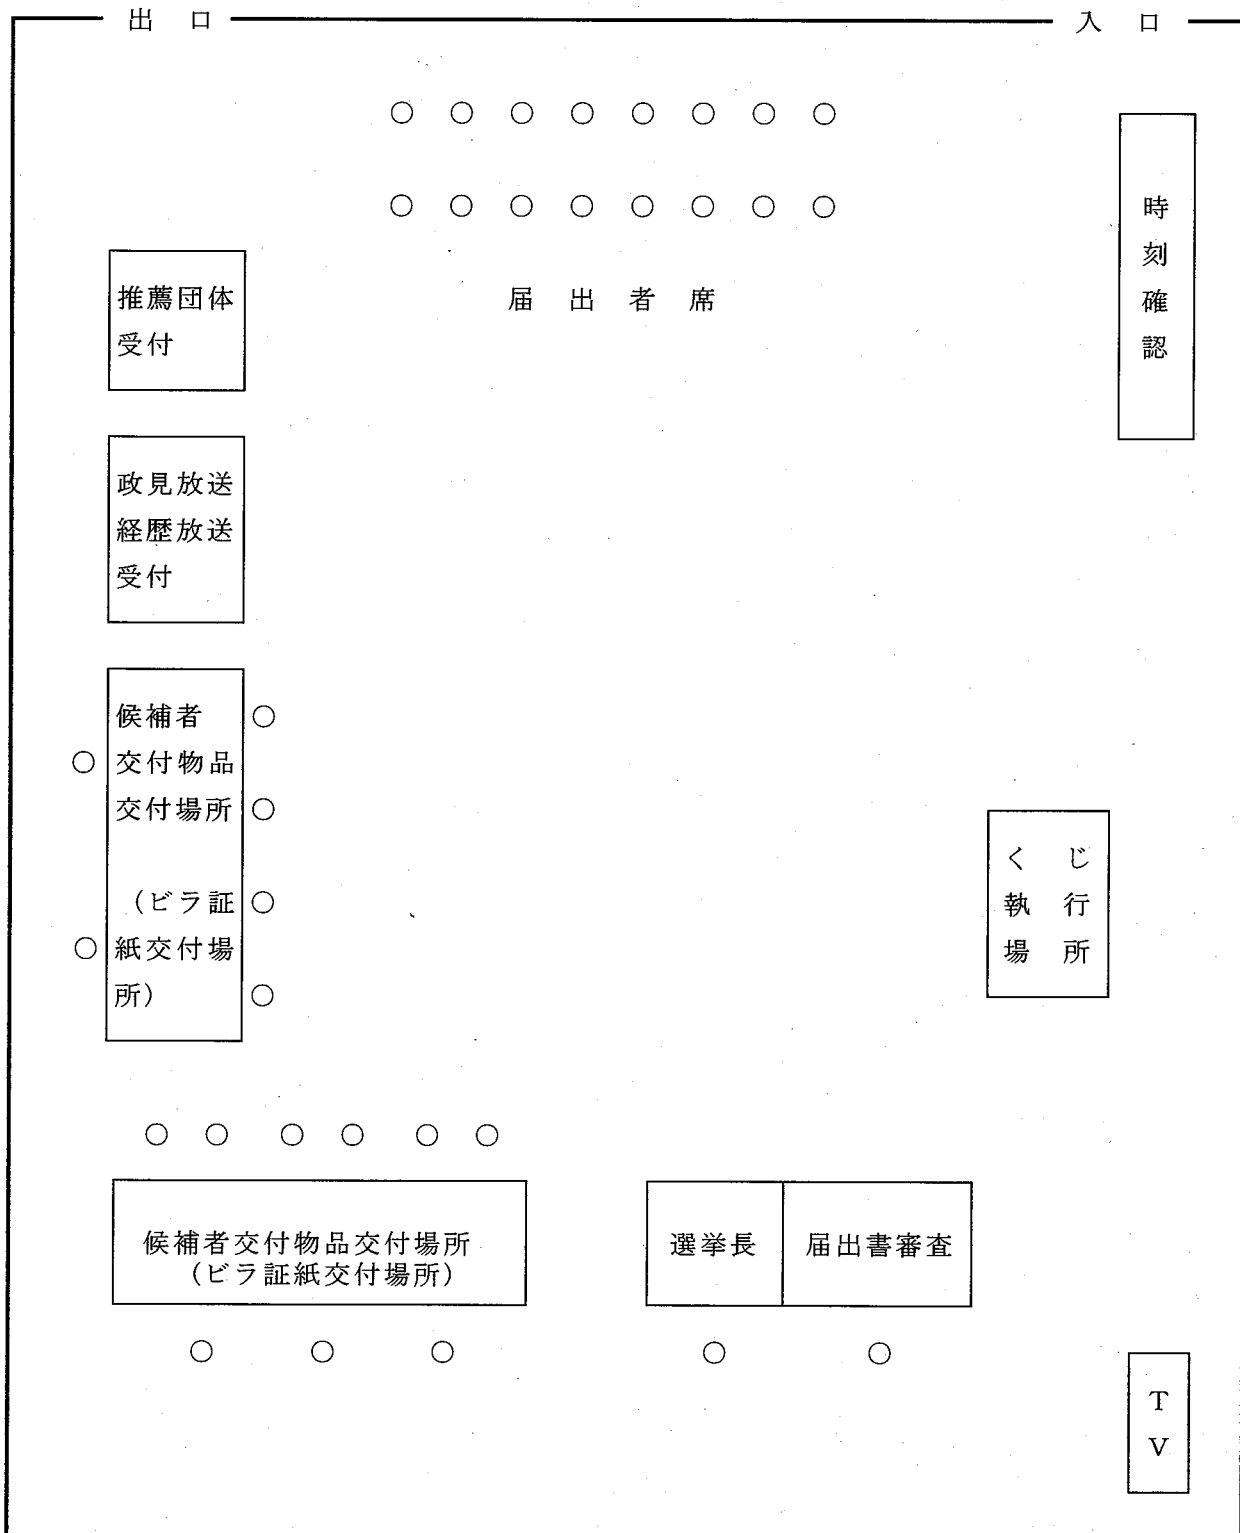 出　口
入　口
時刻確認
届　出　者　席
推薦団体
受付
政見放送
経歴放送
受付
候補者
交付物品
交付場所
（ビラ証
紙交付場
所）
く　じ
執　行
場　所
候補者交付物品交付場所
（ビラ証紙交付場所）
選挙長
届出書審査
TV